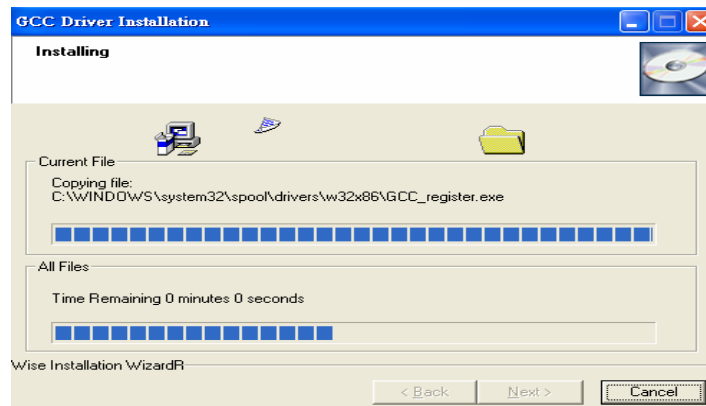 GCC Driver Installation
Installing
Current File
Copying file:
C:\WINDOWS\system32\spool\drivers\w32x86\GCC_register.exe
All Files
Time Remaining 0 minutes 0 seconds
Wise Installation WizardR
< Back Next > Cancel